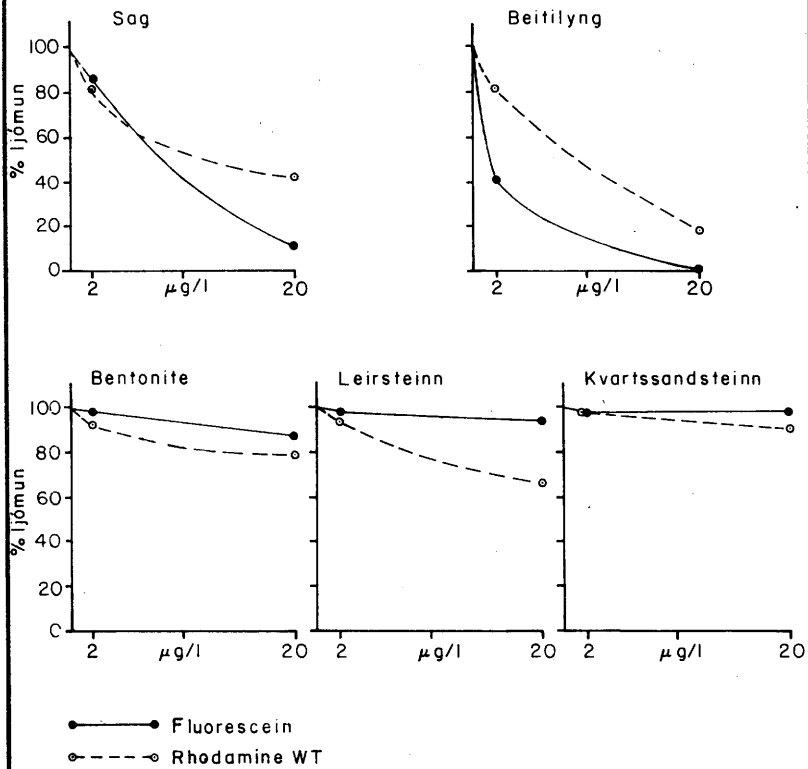 Sag
Beitilyng
% ljómun
100
80
60
40
20
0
2 µg/l 20
2 µg/l 20
Bentonite
Leirsteinn
Kvartssandsteinn
% ljómun
100
80
60
40
20
0
2 µg/l 20
2 µg/l 20
2 µg/l 20
Fluorescein
Rhodamine WT